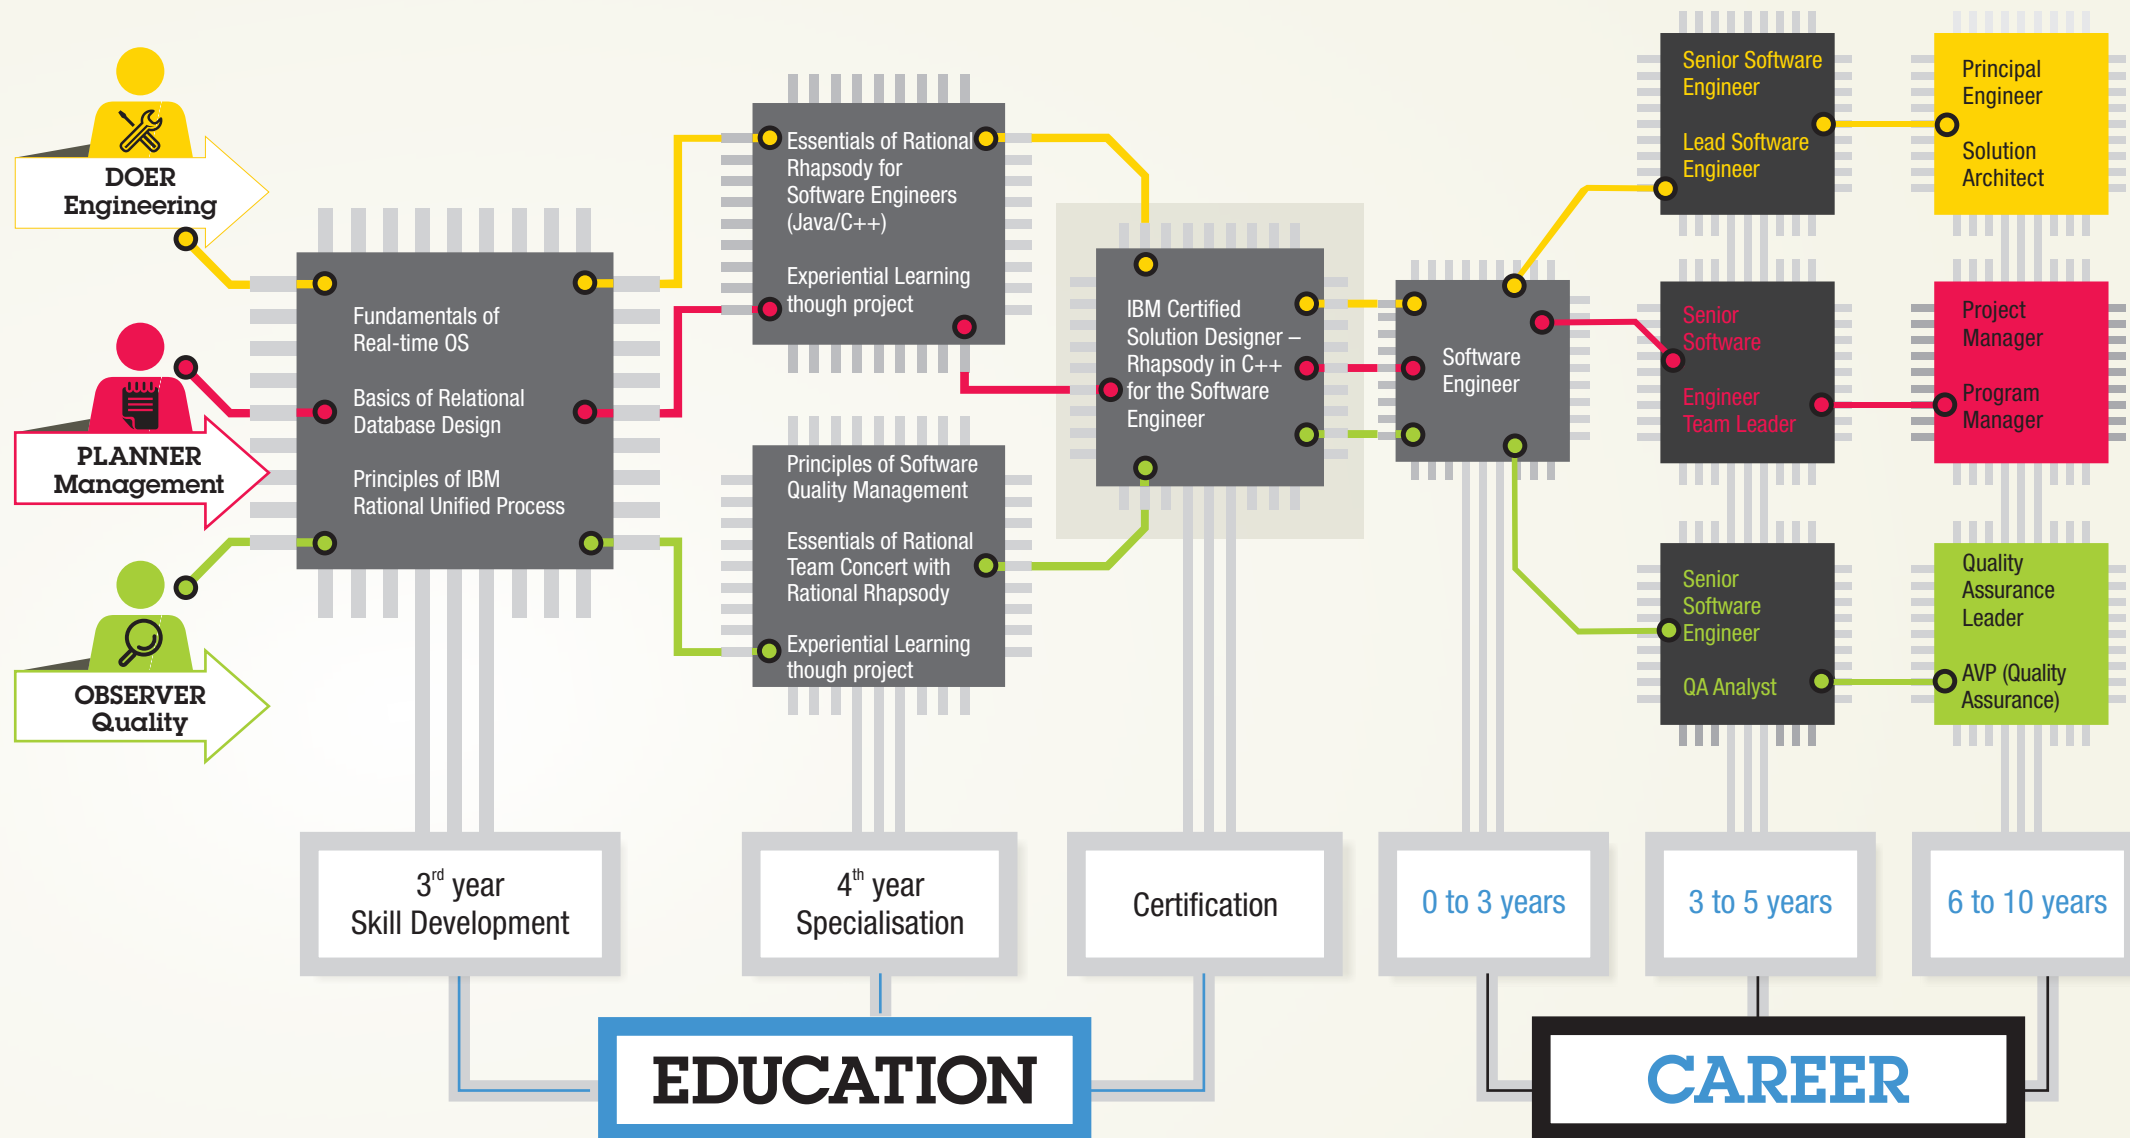 DOER
Engineering
PLANNER
Management
OBSERVER
Quality
Fundamentals of
Real-time OS
Basics of Relational
Database Design
Principles of IBM
Rational Unified Process
Essentials of Rational
Rhapsody for
Software Engineers
(Java/C++)
Experiential Learning
though project
Principles of Software
Quality Management
Essentials of Rational
Team Concert with
Rational Rhapsody
Experiential Learning
though project
IBM Certified
Solution Designer –
Rhapsody in C++
for the Software
Engineer
Software
Engineer
Senior Software
Engineer
Lead Software
Engineer
Senior
Software
Engineer
Team Leader
Senior
Software
Engineer
QA Analyst
Principal
Engineer
Solution
Architect
Project
Manager
Program
Manager
Quality
Assurance
Leader
AVP (Quality
Assurance)
3rd year
Skill Development
4th year
Specialisation
Certification
0 to 3 years
3 to 5 years
6 to 10 years
EDUCATION
CAREER